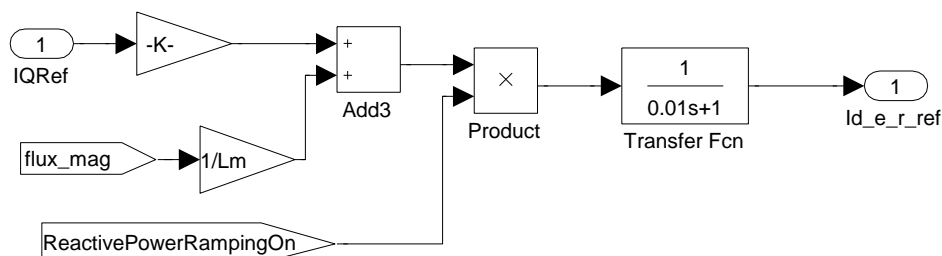 1
-K-
IQRef
+
+
Add3
×
Product
1
0.01s+1
Transfer Fcn
1
Id_e_r_ref
flux_mag
1/Lm
ReactivePowerRampingOn